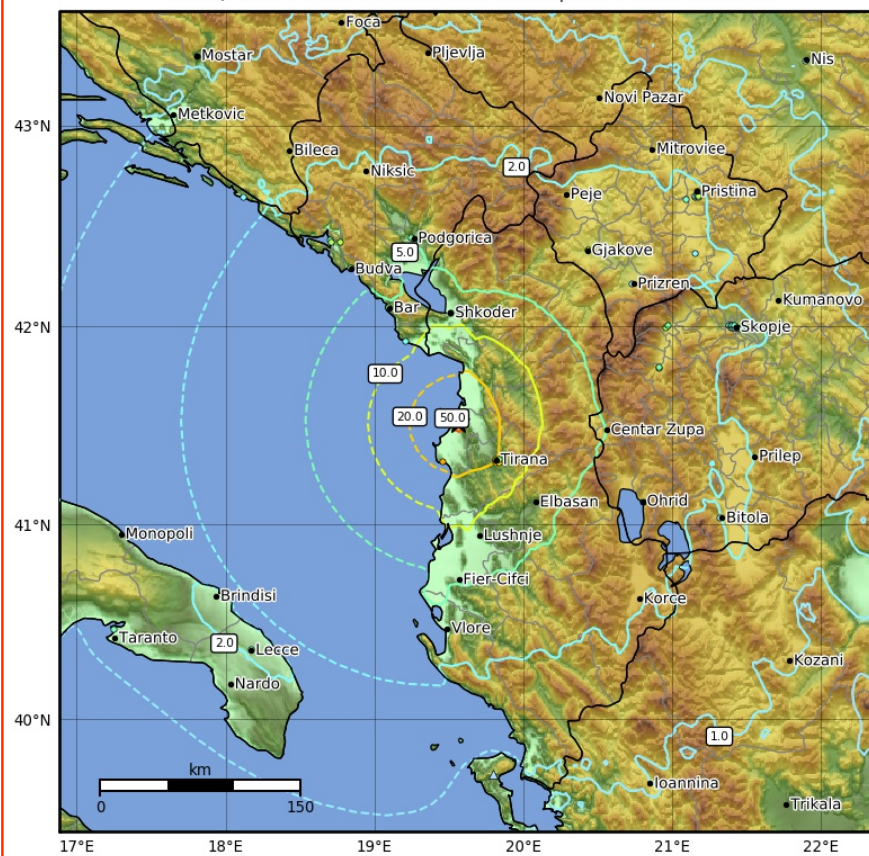 Foca
Mostar
Pljevlja
Nis
Novi Pazar
43°N
Metkovic
Bileca
Mitrovice
Niksic
2.0
Peje
Pristina
Podgorica
5.0
Gjakove
Budva
Prizren
Kumanovo
42°N
Bar
Shkoder
Skopje
10.0
20.0
50.0
Centar Zupa
Tirana
Prilep
Elbasan
Ohrid
41°N
Bitola
Monopoli
Lushnje
Fier-Cifci
Brindisi
Korce
Taranto
2.0
Lecce
Vlore
Kozani
Nardo
40°N
1.0
km
0
150
Ioannina
Trikala
17°E
18°E
19°E
20°E
21°E
22°E